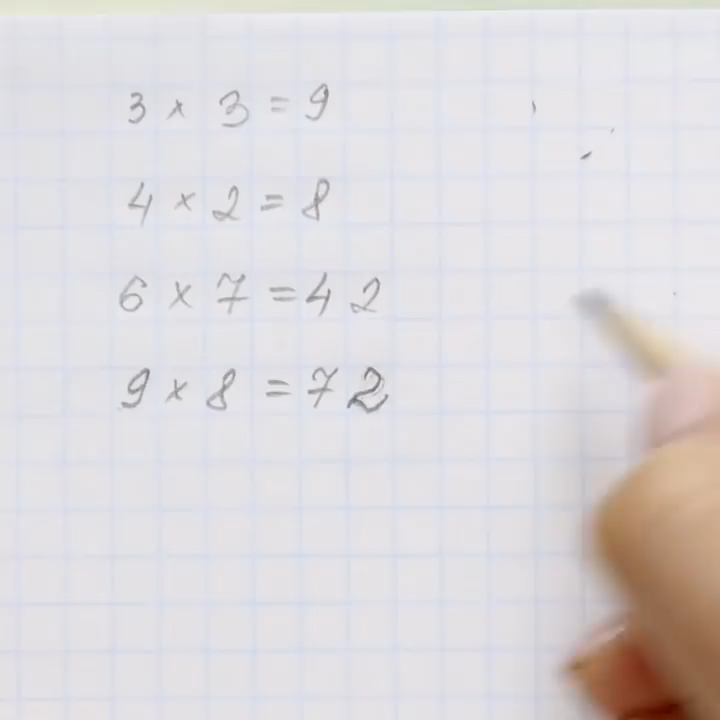 3 × 3 = 9
4 × 2 = 8
6 × 7 = 42
9 × 8 = 72